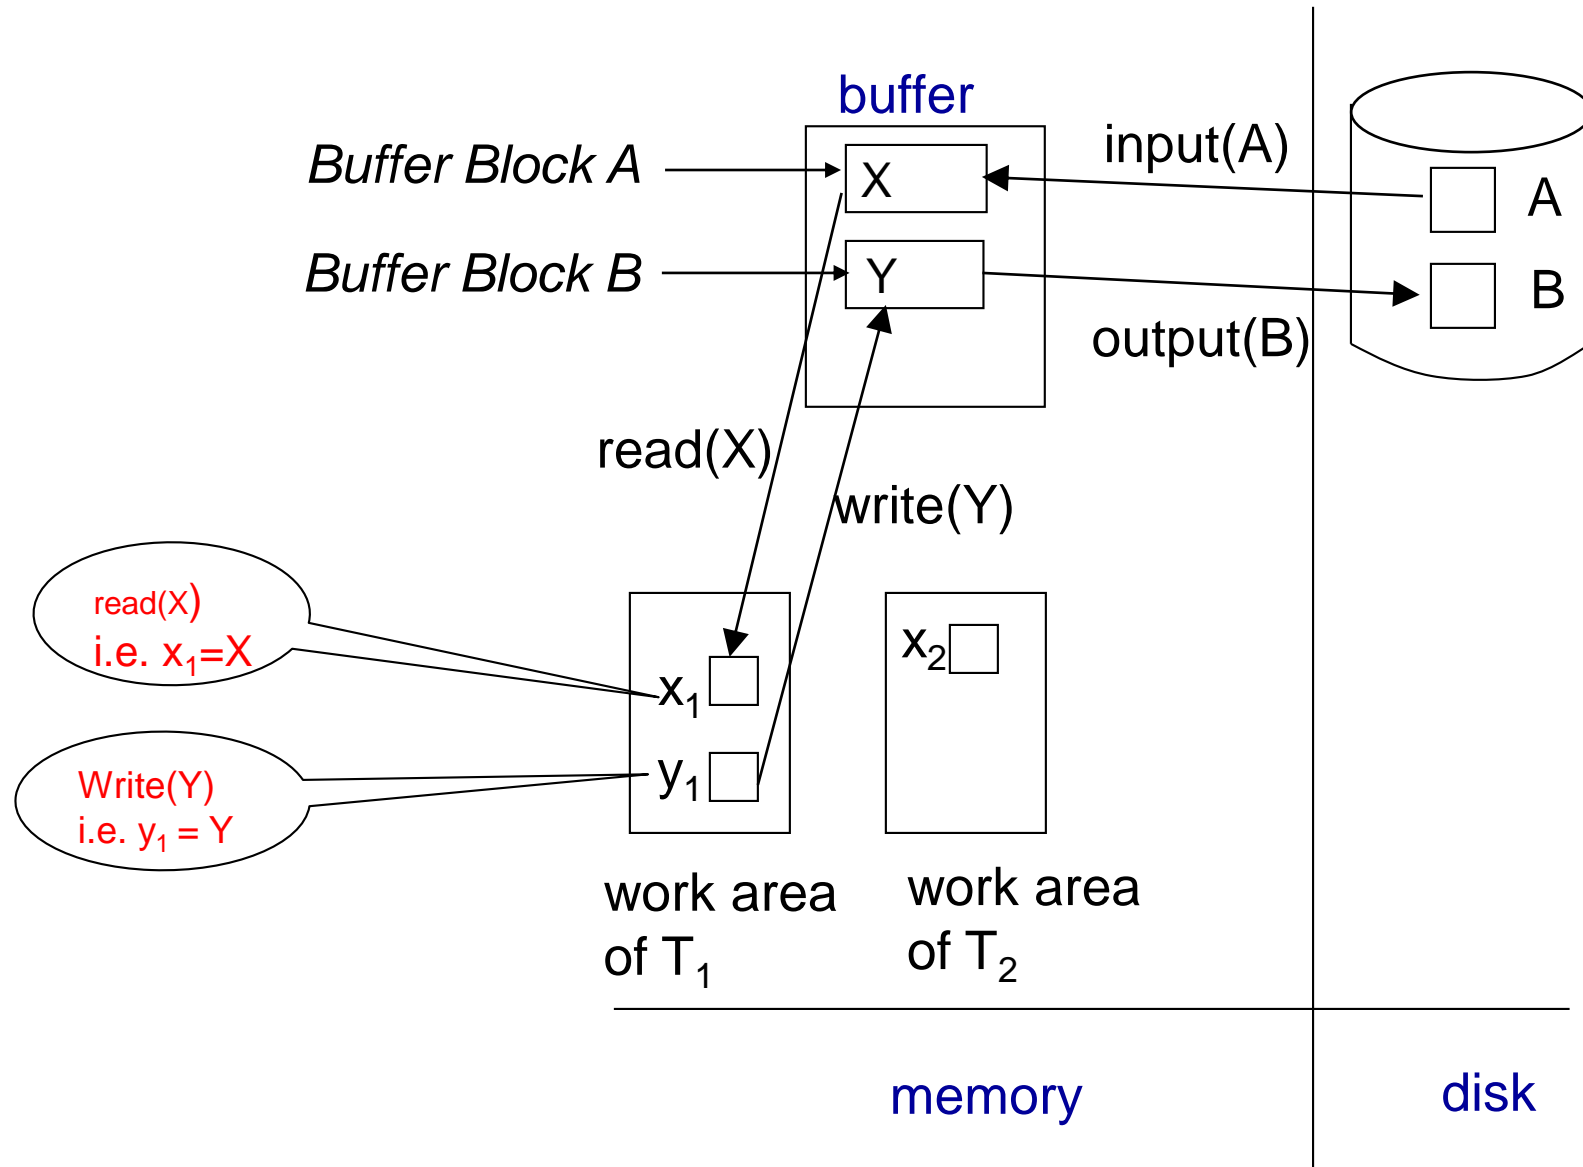 buffer
Buffer Block A
X
input(A)
A
Buffer Block B
Y
B
output(B)
read(X)
write(Y)
read(X)
i.e. x₁=X
x₂
x₁
Write(Y)
i.e. y₁ = Y
y₁
work area
of T₁
work area
of T₂
memory
disk